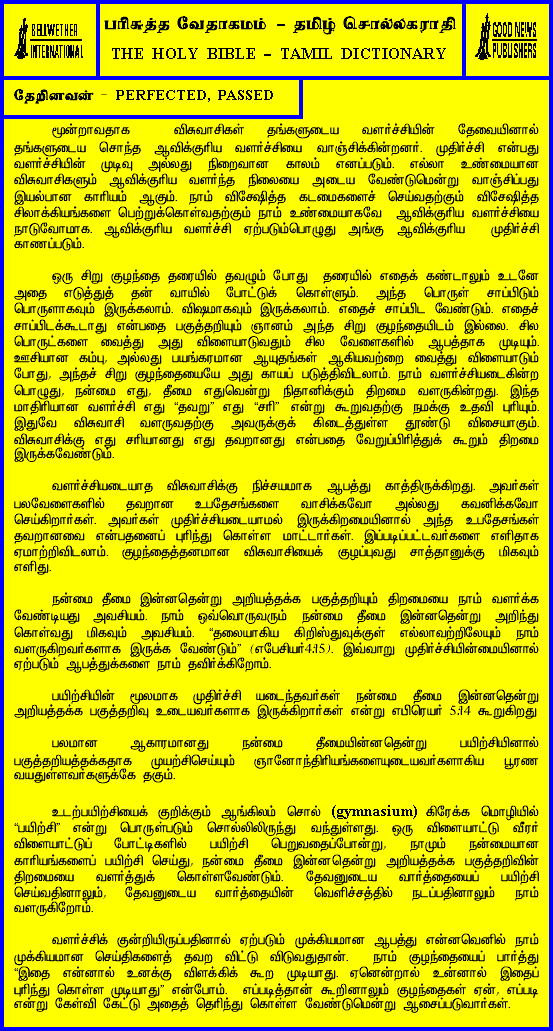 BELLWETHER
INTERNATIONAL
பரிசுத்த வேதாகமம் – தமிழ் சொல்லகராதி
THE HOLY BIBLE – TAMIL DICTIONARY
GOOD NEWS
PUBLISHERS
தேறினவன் – PERFECTED, PASSED
மூன்றாவதாக விசுவாசிகள் தங்களுடைய வளர்ச்சியின் தேவையினால்
தங்களுடைய சொந்த ஆவிக்குரிய வளர்ச்சியை வாஞ்சிக்கின்றனர். முதிர்ச்சி என்பது
வளர்ச்சியின் முடிவு அல்லது நிறைவான காலம் எனப்படும். எல்லா உண்மையான
விசுவாசிகளும் ஆவிக்குரிய வளர்ந்த நிலையை அடைய வேண்டுமென்று வாஞ்சிப்பது
இயல்பான காரியம் ஆகும். நாம் விசேஷித்த கடமைகளைச் செய்வதற்கும் விசேஷித்த
சிலாக்கியங்களை பெற்றுக்கொள்வதற்கும் நாம் உண்மையாகவே ஆவிக்குரிய வளர்ச்சியை
நாடுவோமாக. ஆவிக்குரிய வளர்ச்சி ஏற்படும்பொழுது அங்கு ஆவிக்குரிய முதிர்ச்சி
காணப்படும்.
ஒரு சிறு குழந்தை தரையில் தவழும் போது தரையில் எதைக் கண்டாலும் உடனே
அதை எடுத்துத் தன் வாயில் போட்டுக் கொள்ளும். அந்த பொருள் சாப்பிடும்
பொருளாகவும் இருக்கலாம். விஷமாகவும் இருக்கலாம். எதைச் சாப்பிட வேண்டும். எதைச்
சாப்பிடக்கூடாது என்பதை பகுத்தறியும் ஞானம் அந்த சிறு குழந்தையிடம் இல்லை. சில
பொருட்களை வைத்து அது விளையாடுவதும் சில வேளைகளில் ஆபத்தாக முடியும்.
ஊசியான கம்பு, அல்லது பயங்கரமான ஆயுதங்கள் ஆகியவற்றை வைத்து விளையாடும்
போது, அந்தச் சிறு குழந்தையையே அது காயப் படுத்திவிடலாம். நாம் வளர்ச்சியடைகின்ற
பொழுது, நன்மை எது, தீமை எதுவென்று நிதானிக்கும் திறமை வளருகின்றது. இந்த
மாதிரியான வளர்ச்சி எது “தவறு” எது “சரி” என்று கூறுவதற்கு நமக்கு உதவி புரியும்.
இதுவே விசுவாசி வளருவதற்கு அவருக்குக் கிடைத்துள்ள தூண்டு விசையாகும்.
விசுவாசிக்கு எது சரியானது எது தவறானது என்பதை வேறுப்பிரித்துக் கூறும் திறமை
இருக்கவேண்டும்.
வளர்ச்சியடையாத விசுவாசிக்கு நிச்சயமாக ஆபத்து காத்திருக்கிறது. அவர்கள்
பலவேளைகளில் தவறான உபதேசங்களை வாசிக்கவோ அல்லது கவனிக்கவோ
செய்கிறார்கள். அவர்கள் முதிர்ச்சியடையாமல் இருக்கிறமையினால் அந்த உபதேசங்கள்
தவறானவை என்பதனைப் புரிந்து கொள்ள மாட்டார்கள். இப்படிப்பட்டவர்களை எளிதாக
ஏமாற்றிவிடலாம். குழந்தைத்தனமான விசுவாசியைக் குழப்புவது சாத்தானுக்கு மிகவும்
எளிது.
நன்மை தீமை இன்னதென்று அறியத்தக்க பகுத்தறியும் திறமையை நாம் வளர்க்க
வேண்டியது அவசியம். நாம் ஒவ்வொருவரும் நன்மை தீமை இன்னதென்று அறிந்து
கொள்வது மிகவும் அவசியம். “தலையாகிய கிறிஸ்துவுக்குள் எல்லாவற்றிலேயும் நாம்
வளருகிறவர்களாக இருக்க வேண்டும்” (எபேசியர்4:15). இவ்வாறு முதிர்ச்சியின்மையினால்
ஏற்படும் ஆபத்துக்களை நாம் தவிர்க்கிறோம்.
பயிற்சியின் மூலமாக முதிர்ச்சி யடைந்தவர்கள் நன்மை தீமை இன்னதென்று
அறியத்தக்க பகுத்தறிவு உடையவர்களாக இருக்கிறார்கள் என்று எபிரெயர் 5:14 கூறுகிறது
பலமான ஆகாரமானது நன்மை தீமையின்னதென்று பயிற்சியினால்
பகுத்தறியத்தக்கதாக முயற்சிசெய்யும் ஞானேந்திரியங்களையுடையவர்களாகிய பூரண
வயதுள்ளவர்களுக்கே தகும்.
உடற்பயிற்சியைக் குறிக்கும் ஆங்கிலம் சொல் (gymnasium) கிரேக்க மொழியில்
“பயிற்சி” என்று பொருள்படும் சொல்லிலிருந்து வந்துள்ளது. ஒரு விளையாட்டு வீரர்
விளையாட்டுப் போட்டிகளில் பயிற்சி பெறுவதைப்போன்று, நாமும் நன்மையான
காரியங்களைப் பயிற்சி செய்து, நன்மை தீமை இன்னதென்று அறியத்தக்க பகுத்தறிவின்
திறமையை வளர்த்துக் கொள்ளவேண்டும். தேவனுடைய வார்த்தையைப் பயிற்சி
செய்வதினாலும், தேவனுடைய வார்த்தையின் வெளிச்சத்தில் நடப்பதினாலும் நாம்
வளருகிறோம்.
வளர்ச்சிக் குன்றியிருப்பதினால் ஏற்படும் முக்கியமான ஆபத்து என்னவெனில் நாம்
முக்கியமான செய்திகளைத் தவற விட்டு விடுவதுதான். நாம் குழந்தையைப் பார்த்து
“இதை என்னால் உனக்கு விளக்கிக் கூற முடியாது. ஏனென்றால் உன்னால் இதைப்
புரிந்து கொள்ள முடியாது” என்போம். எப்படித்தான் கூறினாலும் குழந்தைகள் ஏன், எப்படி
என்று கேள்வி கேட்டு அதைத் தெரிந்து கொள்ள வேண்டுமென்று ஆசைப்படுவார்கள்.